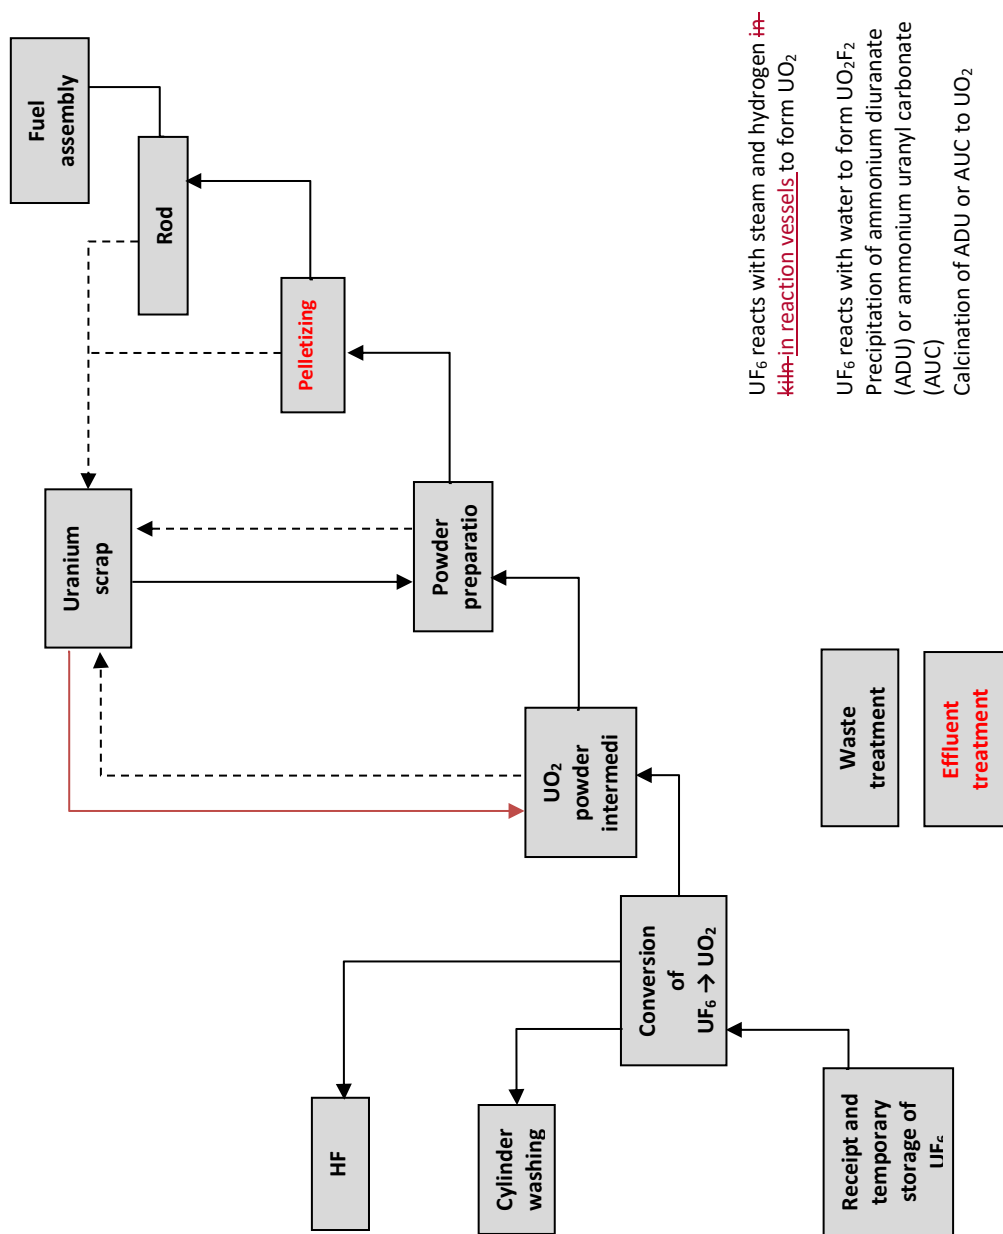 Fuel
assembly
Rod
Pelletizing
Uranium
scrap
Powder
preparatio
UO₂
powder
intermedi
Conversion
of
UF₆ → UO₂
HF
Cylinder
washing
Receipt and
temporary
storage of
UF₆
Waste
treatment
Effluent
treatment
UF₆ reacts with steam and hydrogen in
kiln in reaction vessels to form UO₂
UF₆ reacts with water to form UO₂F₂
Precipitation of ammonium diuranate
(ADU) or ammonium uranyl carbonate
(AUC)
Calcination of ADU or AUC to UO₂